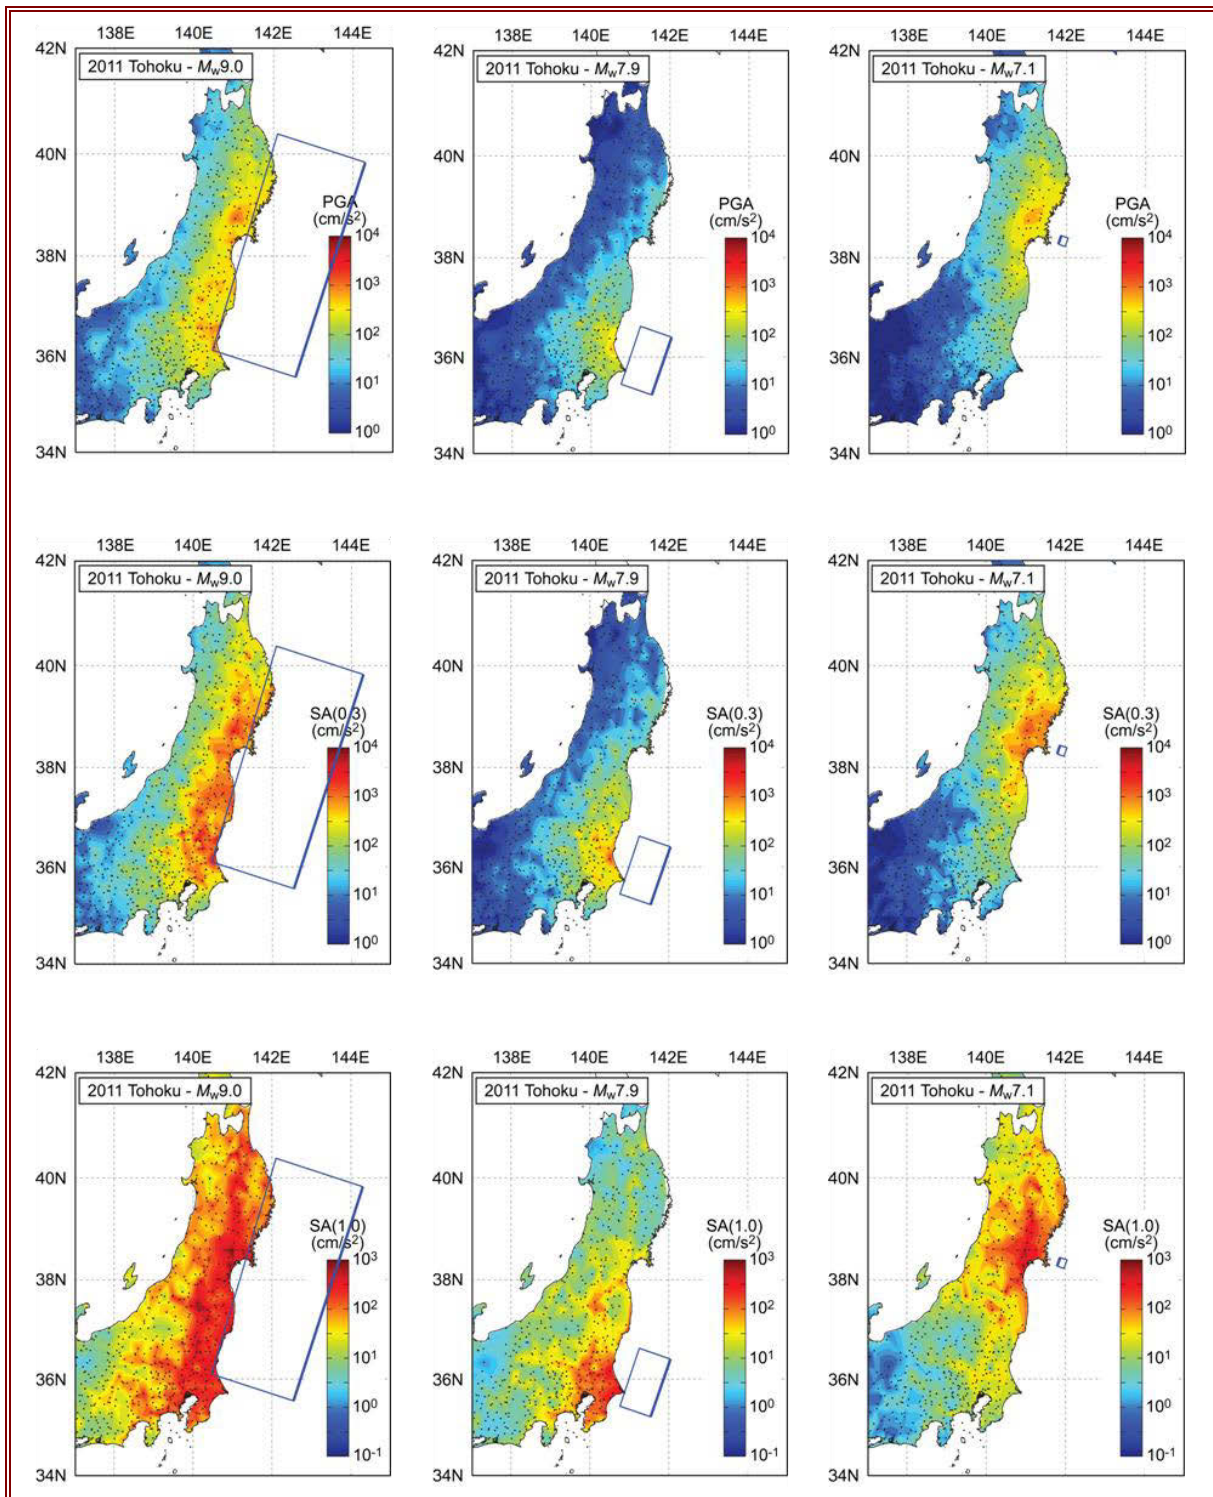 138E 140E 142E 144E
138E 140E 142E 144E
138E 140E 142E 144E
42N
2011 Tohoku - Mw9.0
40N
PGA
(cm/s²)
10⁴
38N
10³
10²
36N
10¹
10⁰
34N
42N
2011 Tohoku - Mw7.9
40N
PGA
(cm/s²)
10⁴
38N
10³
10²
36N
10¹
10⁰
34N
42N
2011 Tohoku - Mw7.1
40N
PGA
(cm/s²)
10⁴
38N
10³
10²
36N
10¹
10⁰
34N
138E 140E 142E 144E
138E 140E 142E 144E
138E 140E 142E 144E
42N
2011 Tohoku - Mw9.0
40N
SA(0.3)
(cm/s²)
10⁴
38N
10³
10²
36N
10¹
10⁰
34N
42N
2011 Tohoku - Mw7.9
40N
SA(0.3)
(cm/s²)
10⁴
38N
10³
10²
36N
10¹
10⁰
34N
42N
2011 Tohoku - Mw7.1
40N
SA(0.3)
(cm/s²)
10⁴
38N
10³
10²
36N
10¹
10⁰
34N
138E 140E 142E 144E
138E 140E 142E 144E
138E 140E 142E 144E
42N
2011 Tohoku - Mw9.0
40N
SA(1.0)
(cm/s²)
10³
38N
10²
10¹
36N
10⁰
10⁻¹
34N
42N
2011 Tohoku - Mw7.9
40N
SA(1.0)
(cm/s²)
10³
38N
10²
10¹
36N
10⁰
10⁻¹
34N
42N
2011 Tohoku - Mw7.1
40N
SA(1.0)
(cm/s²)
10³
38N
10²
10¹
36N
10⁰
10⁻¹
34N